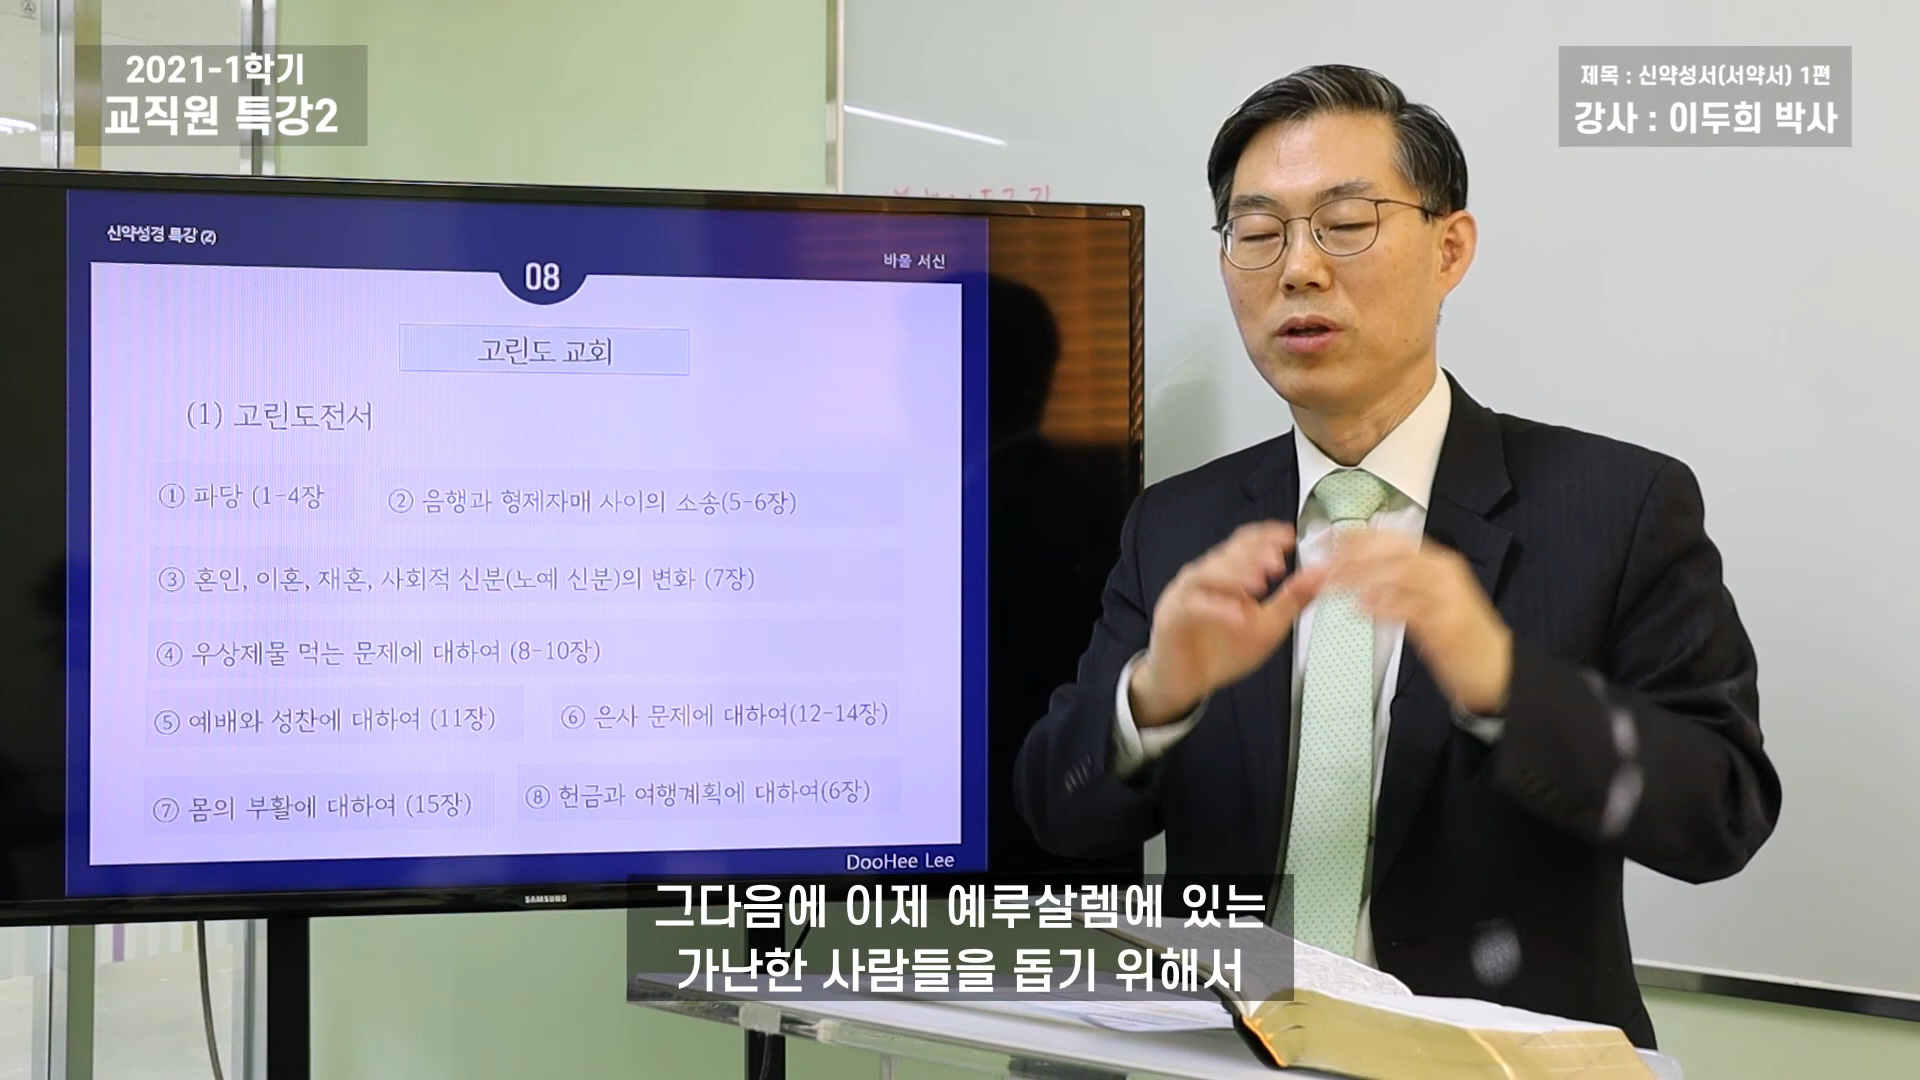 2021-1학기
교직원 특강2
제목 : 신약성서(서약서) 1편
강사 : 이두희 박사
신약성경 특강 (2)
바울 서신
08
고린도 교회
(1) 고린도전서
① 파당 (1-4장
② 음행과 형제자매 사이의 소송(5-6장)
③ 혼인, 이혼, 재혼, 사회적 신분(노예 신분)의 변화 (7장)
④ 우상제물 먹는 문제에 대하여 (8-10장)
⑤ 예배와 성찬에 대하여 (11장)
⑥ 은사 문제에 대하여(12-14장)
⑦ 몸의 부활에 대하여 (15장)
⑧ 헌금과 여행계획에 대하여(6장)
DooHee Lee
SAMSUNG
그다음에 이제 예루살렘에 있는
가난한 사람들을 돕기 위해서